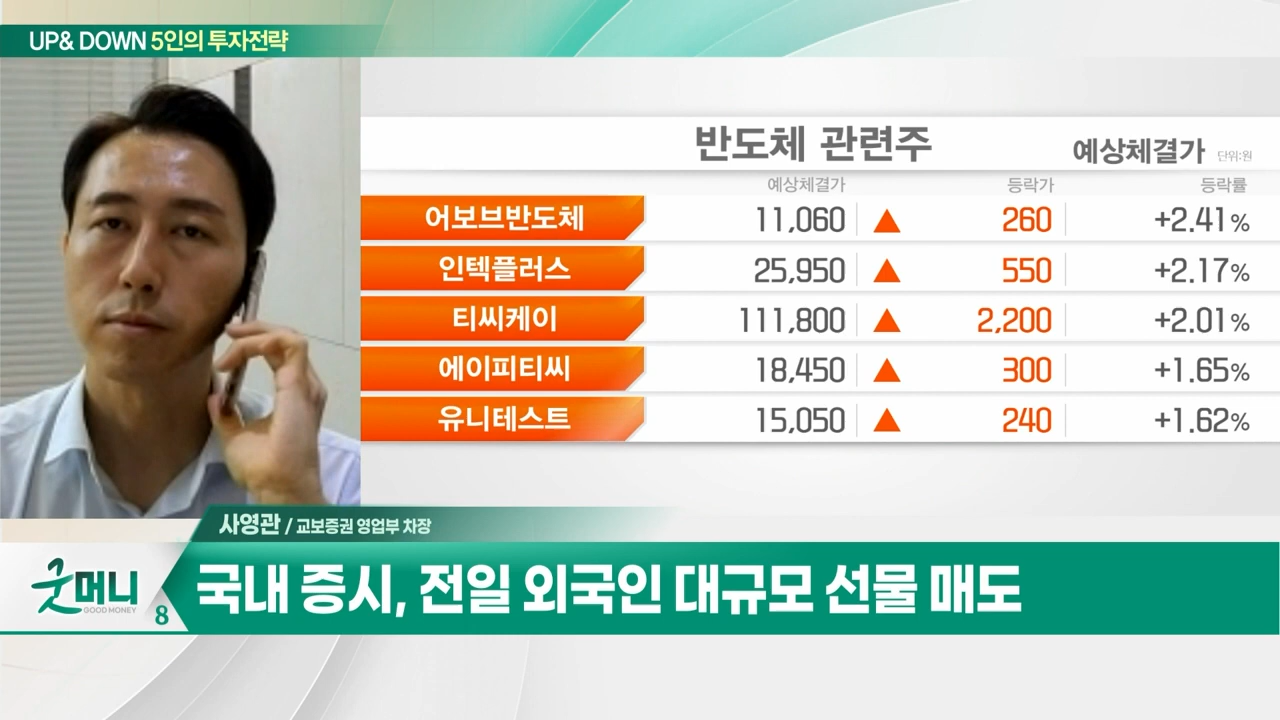 UP& DOWN 5인의 투자전략
반도체 관련주 예상체결가 단위:원
예상체결가 등락가 등락률
어보브반도체 11,060 ▲ 260 +2.41%
인텍플러스 25,950 ▲ 550 +2.17%
티씨케이 111,800 ▲ 2,200 +2.01%
에이피티씨 18,450 ▲ 300 +1.65%
유니테스트 15,050 ▲ 240 +1.62%
사영관 / 교보증권 영업부 차장
굿머니
GOOD MONEY
8
국내 증시, 전일 외국인 대규모 선물 매도